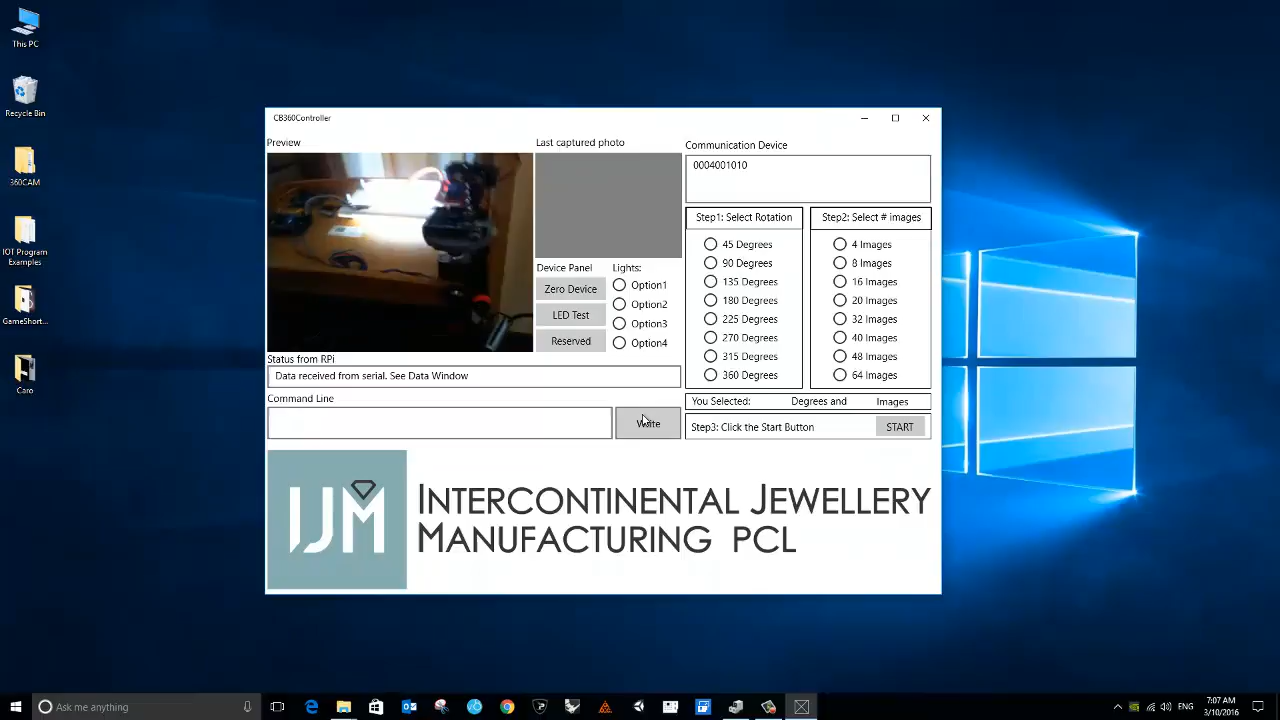 This PC
Recycle Bin
360CAM
IOT Program
Examples
GameShort...
Caro
CB360Controller
Preview
Last captured photo
Communication Device
0004001010
Step1: Select Rotation
Step2: Select # images
45 Degrees
90 Degrees
135 Degrees
180 Degrees
225 Degrees
270 Degrees
315 Degrees
360 Degrees
4 Images
8 Images
16 Images
20 Images
32 Images
40 Images
48 Images
64 Images
Device Panel
Lights:
Zero Device
Option1
Option2
LED Test
Option3
Reserved
Option4
Status from RPi
Data received from serial. See Data Window
Command Line
Write
You Selected: Degrees and Images
Step3: Click the Start Button
START
IJM
INTERCONTINENTAL JEWELLERY
MANUFACTURING PCL
Ask me anything
ENG
7:07 AM
3/10/2016